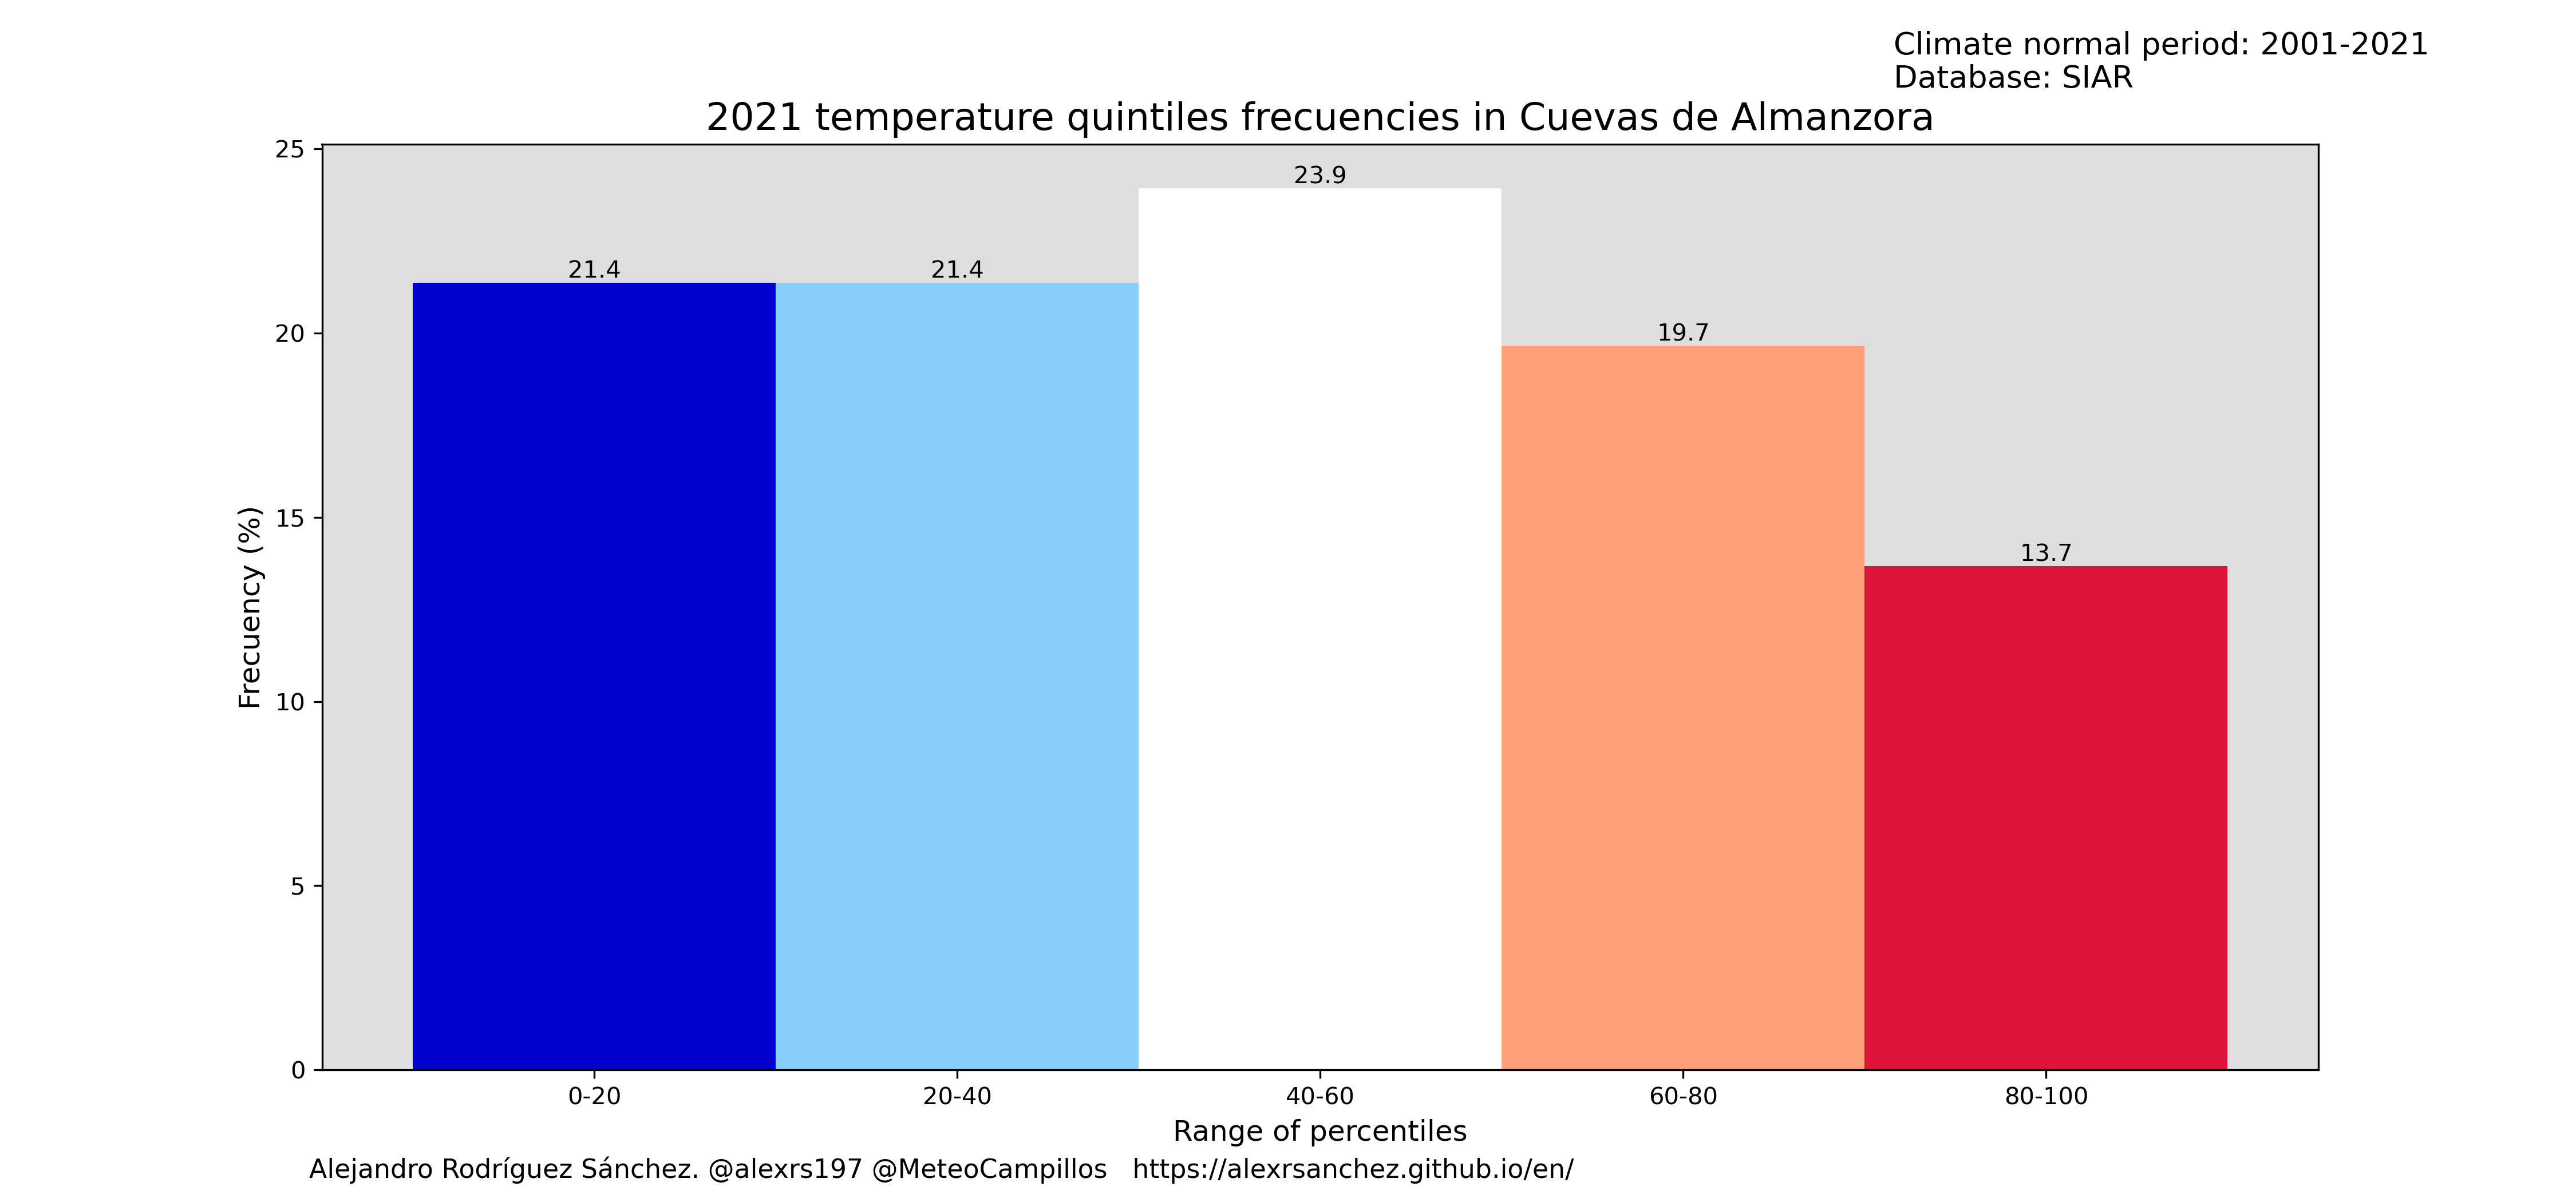 Climate normal period: 2001-2021
Database: SIAR
2021 temperature quintiles frecuencies in Cuevas de Almanzora
25
20
15
10
5
0
Frecuency (%)
21.4
21.4
23.9
19.7
13.7
0-20
20-40
40-60
60-80
80-100
Range of percentiles
Alejandro Rodríguez Sánchez. @alexrs197 @MeteoCampillos https://alexrsanchez.github.io/en/